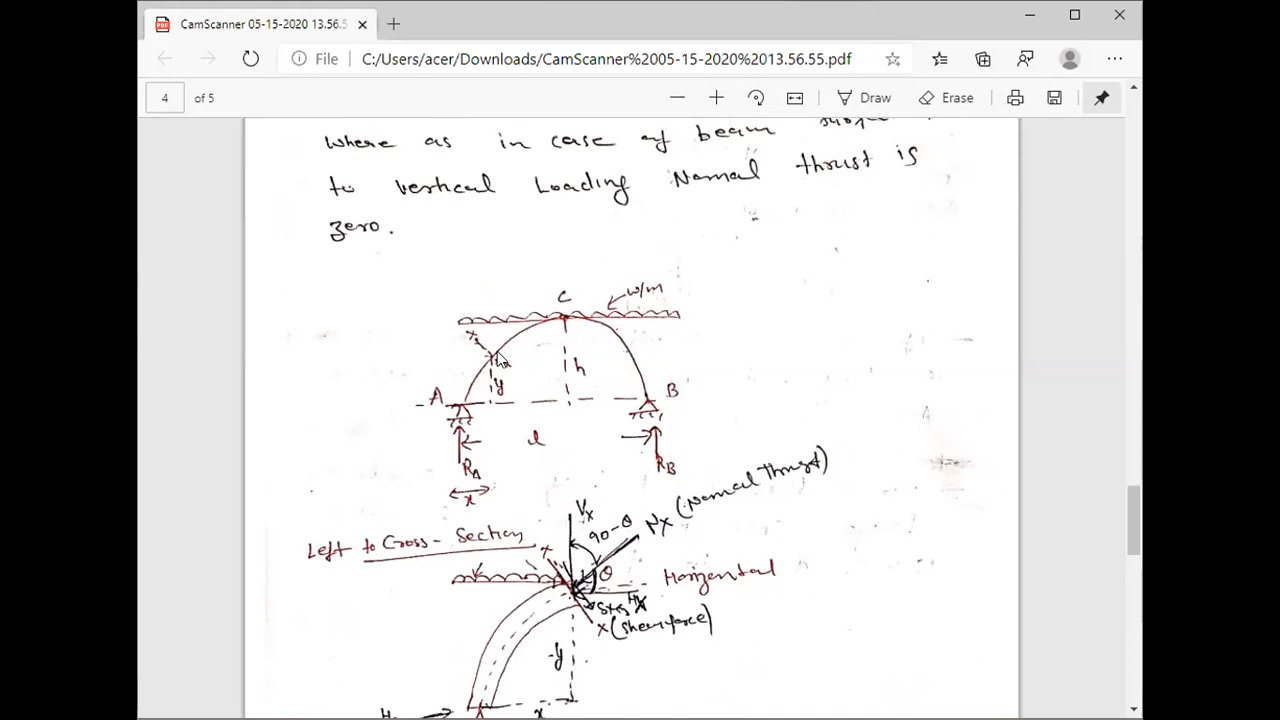 CamScanner 05-15-2020 13.56.5
File C:/Users/acer/Downloads/CamScanner%2005-15-2020%2013.56.55.pdf
4 of 5 Draw Erase
Where as in case of beam
to vertical Loading Normal thrust is
zero.
C w/m
x
h
y
A B
l
RA RB
x
Vx
90-θ Nx (Normal Thrust)
Left to Cross-Section
x θ Horizontal
x (shear force)
y
x
H